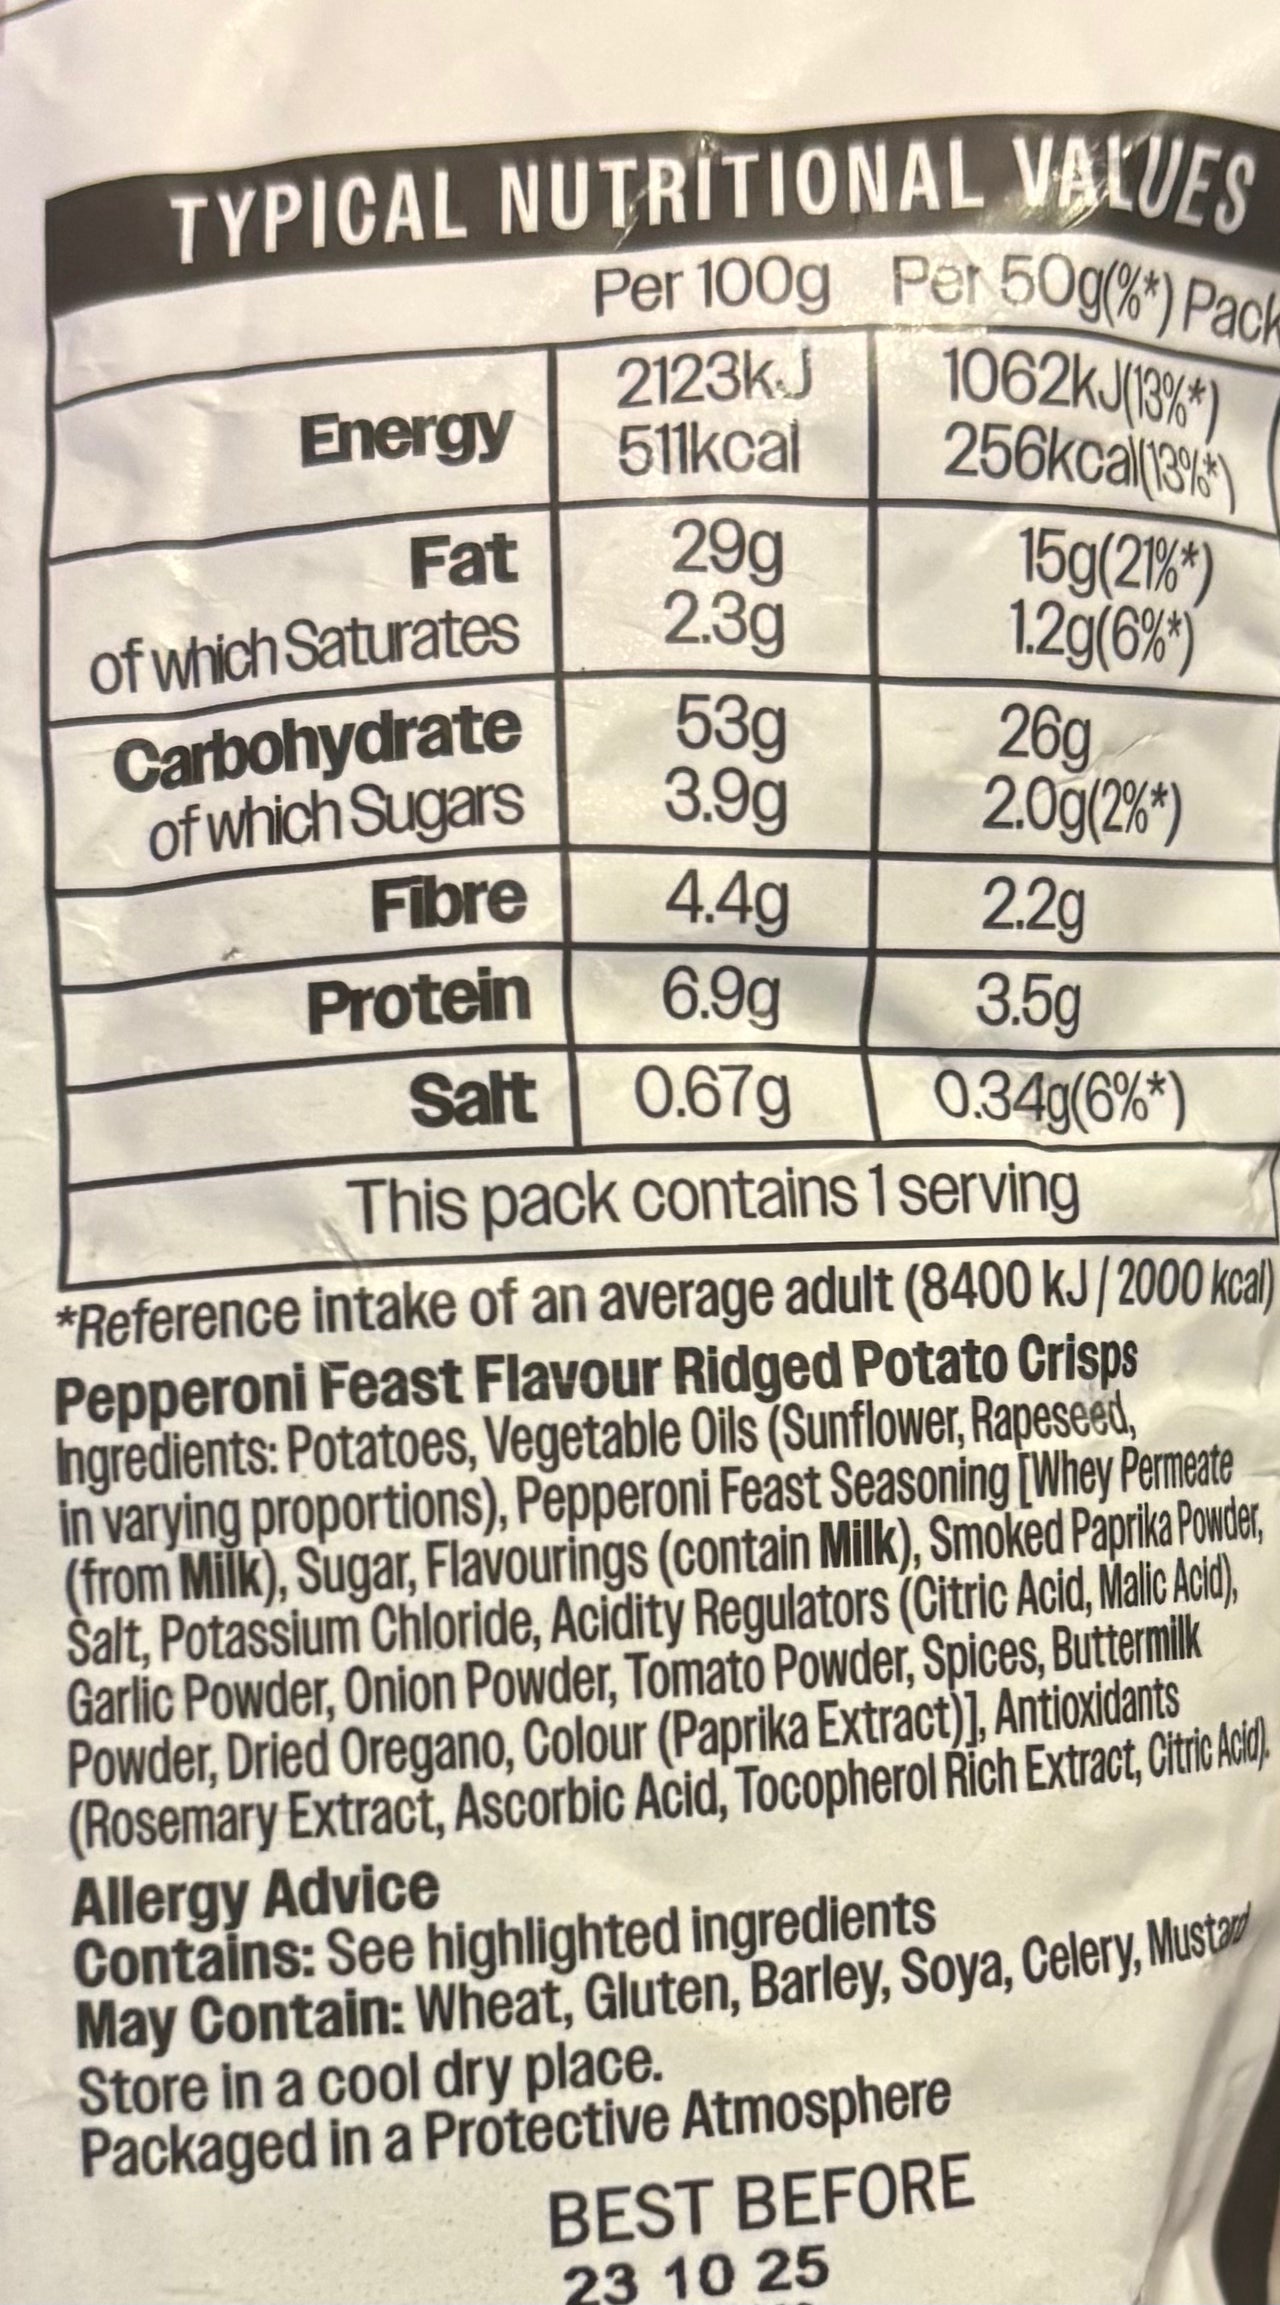 TYPICAL NUTRITIONAL VALUES
Per 100g Per 50g(%*) Pack
Energy 2123kJ 1062kJ(13%*)
511kcal 256kcal(13%*)
Fat 29g 15g(21%*)
of which Saturates 2.3g 1.2g(6%*)
Carbohydrate 53g 26g
of which Sugars 3.9g 2.0g(2%*)
Fibre 4.4g 2.2g
Protein 6.9g 3.5g
Salt 0.67g 0.34g(6%*)
This pack contains 1 serving
*Reference intake of an average adult (8400 kJ / 2000 kcal)
Pepperoni Feast Flavour Ridged Potato Crisps
Ingredients: Potatoes, Vegetable Oils (Sunflower, Rapeseed,
in varying proportions), Pepperoni Feast Seasoning [Whey Permeate
(from Milk), Sugar, Flavourings (contain Milk), Smoked Paprika Powder,
Salt, Potassium Chloride, Acidity Regulators (Citric Acid, Malic Acid),
Garlic Powder, Onion Powder, Tomato Powder, Spices, Buttermilk
Powder, Dried Oregano, Colour (Paprika Extract)], Antioxidants
(Rosemary Extract, Ascorbic Acid, Tocopherol Rich Extract, Citric Acid).
Allergy Advice
Contains: See highlighted ingredients
May Contain: Wheat, Gluten, Barley, Soya, Celery, Mustard
Store in a cool dry place.
Packaged in a Protective Atmosphere
BEST BEFORE
23 10 25